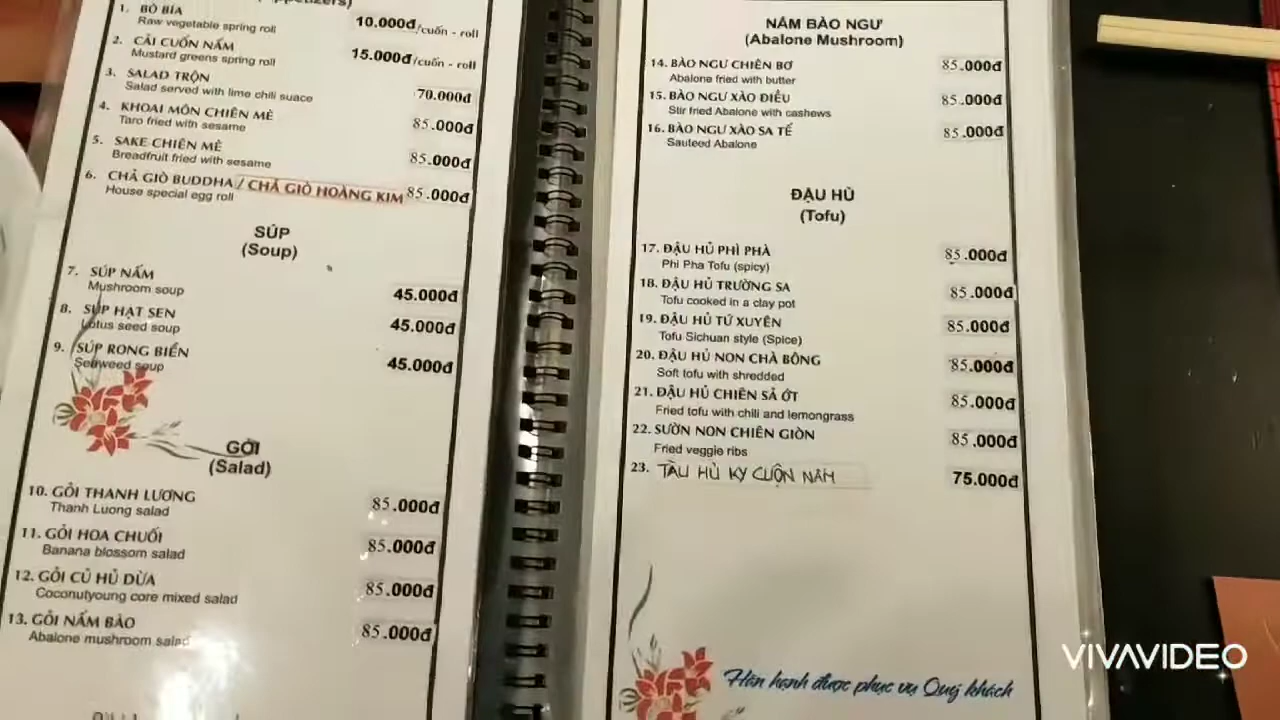 1. BÒ BÍA 10.000đ/cuốn - roll
Raw vegetable spring roll
2. CẢI CUỐN NẤM 15.000đ/cuốn - roll
Mustard greens spring roll
3. SALAD TRỘN 70.000đ
Salad served with lime chili suace
4. KHOAI MÔN CHIÊN MÈ 85.000đ
Taro fried with sesame
5. SAKE CHIÊN MÈ 85.000đ
Breadfruit fried with sesame
6. CHẢ GIÒ BUDDHA / CHẢ GIÒ HOÀNG KIM 85.000đ
House special egg roll
SÚP
(Soup)
7. SÚP NẤM 45.000đ
Mushroom soup
8. SÚP HẠT SEN 45.000đ
Lotus seed soup
9. SÚP RONG BIỂN 45.000đ
Seaweed soup
GỎI
(Salad)
10. GỎI THANH LƯƠNG 85.000đ
Thanh Luong salad
11. GỎI HOA CHUỐI 85.000đ
Banana blossom salad
12. GỎI CỦ HỦ DỪA 85.000đ
Coconutyoung core mixed salad
13. GỎI NẤM BÀO 85.000đ
Abalone mushroom salad
NẤM BÀO NGƯ
(Abalone Mushroom)
14. BÀO NGƯ CHIÊN BƠ 85.000đ
Abalone fried with butter
15. BÀO NGƯ XÀO ĐIỀU 85.000đ
Stir fried Abalone with cashews
16. BÀO NGƯ XÀO SA TẾ 85.000đ
Sauteed Abalone
ĐẬU HỦ
(Tofu)
17. ĐẬU HỦ PHÌ PHÀ 85.000đ
Phi Pha Tofu (spicy)
18. ĐẬU HỦ TRƯỜNG SA 85.000đ
Tofu cooked in a clay pot
19. ĐẬU HỦ TỨ XUYÊN 85.000đ
Tofu Sichuan style (Spice)
20. ĐẬU HỦ NON CHÀ BÔNG 85.000đ
Soft tofu with shredded
21. ĐẬU HỦ CHIÊN SẢ ỚT 85.000đ
Fried tofu with chili and lemongrass
22. SƯỜN NON CHIÊN GIÒN 85.000đ
Fried veggie ribs
23. TÀU HỦ KY CUỘN NẤM 75.000đ
Hân hạnh được phục vụ Quý khách
VIVAVIDEO